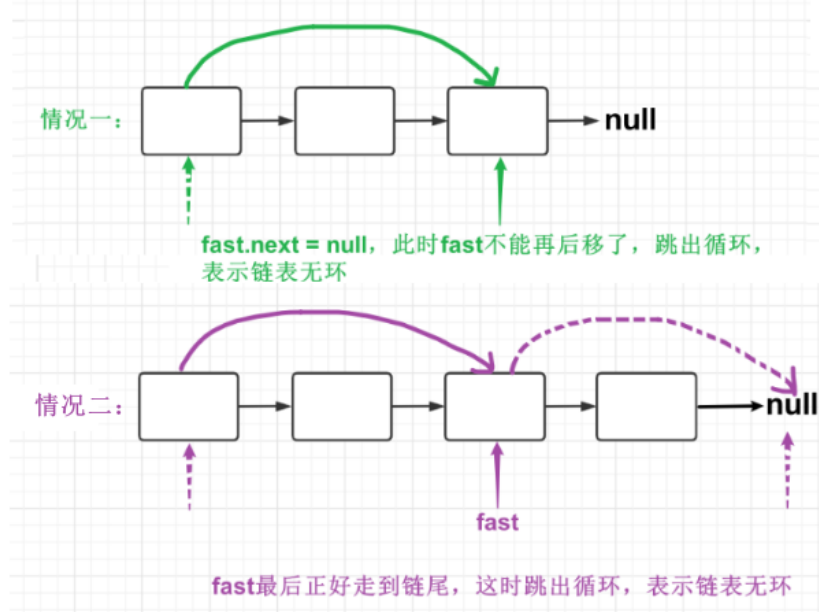 情况一：
null
fast.next = null，此时fast不能再后移了，跳出循环，
表示链表无环
情况二：
null
fast
fast最后正好走到链尾，这时跳出循环，表示链表无环